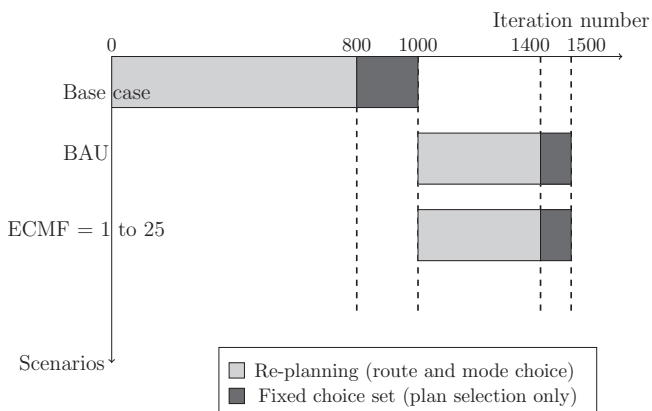 Iteration number
0 800 1000 1400 1500
Base case
BAU
ECMF = 1 to 25
Scenarios
Re-planning (route and mode choice)
Fixed choice set (plan selection only)